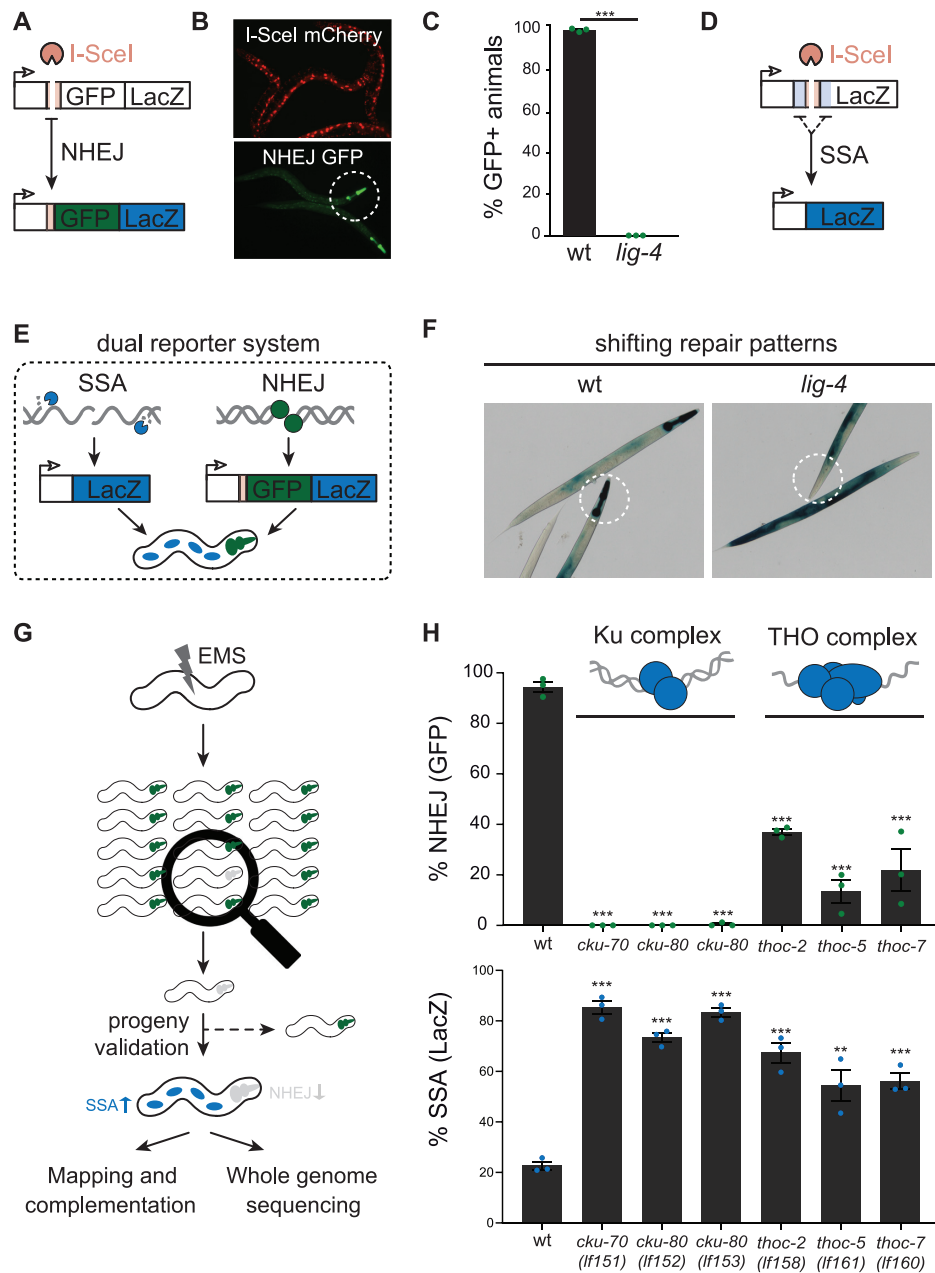 A
I-SceI
GFP
LacZ
NHEJ
GFP
LacZ
B
I-SceI mCherry
NHEJ GFP
C
***
% GFP+ animals
100
80
60
40
20
0
wt
lig-4
D
I-SceI
LacZ
SSA
LacZ
E
dual reporter system
SSA
NHEJ
LacZ
GFP
LacZ
F
shifting repair patterns
wt
lig-4
G
EMS
progeny
validation
SSA
NHEJ
Mapping and
complementation
Whole genome
sequencing
H
Ku complex
THO complex
% NHEJ (GFP)
100
80
60
40
20
0
***
***
***
***
***
***
wt
cku-70
cku-80
cku-80
thoc-2
thoc-5
thoc-7
% SSA (LacZ)
100
80
60
40
20
0
***
***
***
***
**
***
wt
cku-70
(lf151)
cku-80
(lf152)
cku-80
(lf153)
thoc-2
(lf158)
thoc-5
(lf161)
thoc-7
(lf160)